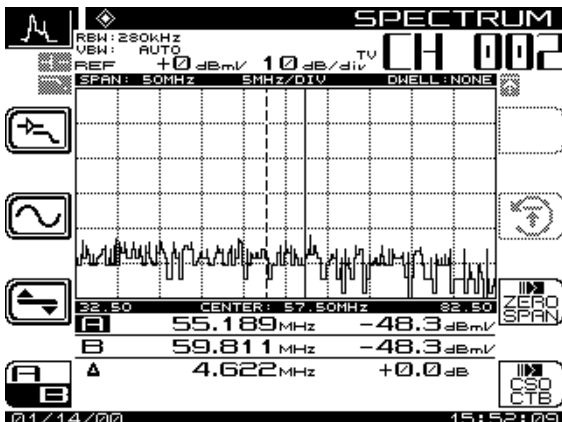 SPECTRUM
RBW: 280KHZ
VBW: AUTO
REF +0 dBmV 10 dB/div
TV CH 002
SPAN: 50MHZ 5MHZ/DIV DWELL: NONE
32.50 CENTER: 57.50MHZ 82.50
A 55.189 MHz -48.3 dBmV
B 59.811 MHz -48.3 dBmV
Δ 4.622 MHz +0.0 dB
ZERO
SPAN
A
B
CSO
CTB
01/14/00 15:52:09